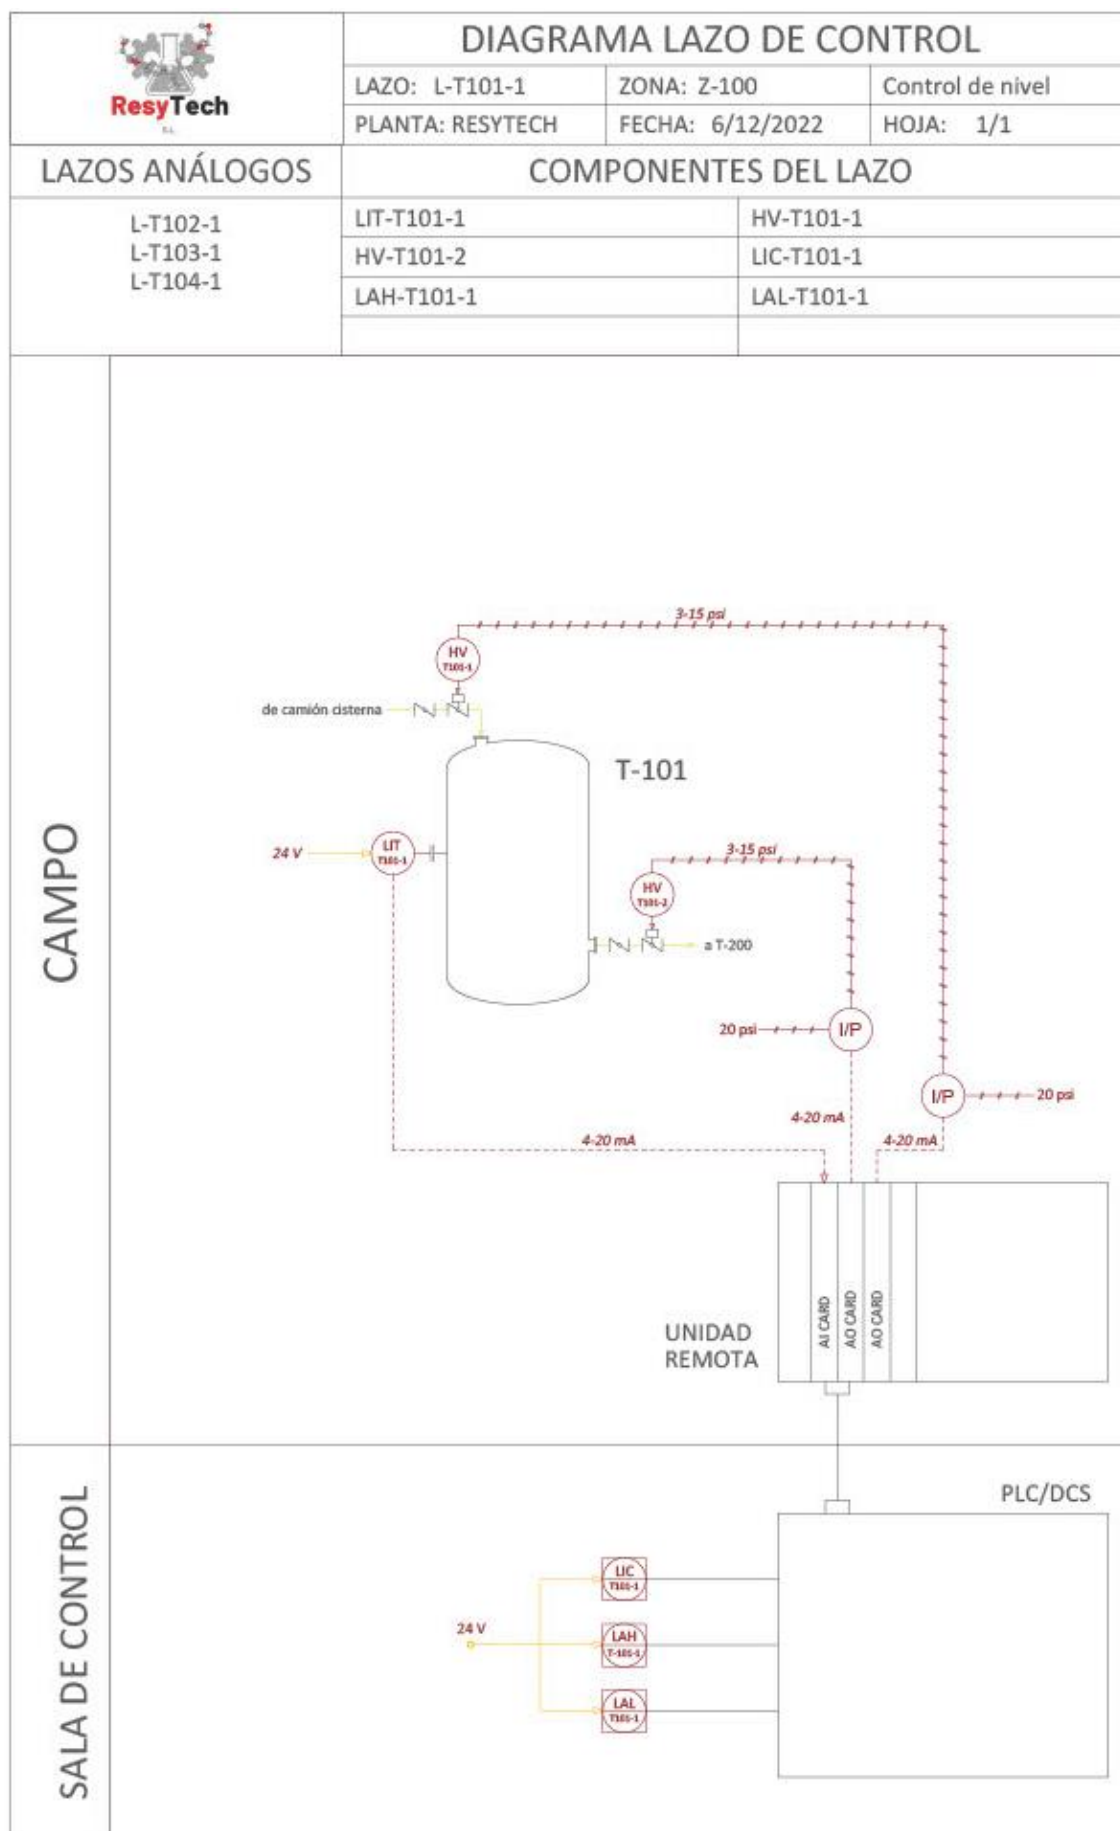 DIAGRAMA LAZO DE CONTROL
ResyTech
S.L.
LAZO: L-T101-1
ZONA: Z-100
Control de nivel
PLANTA: RESYTECH
FECHA: 6/12/2022
HOJA: 1/1
LAZOS ANÁLOGOS
COMPONENTES DEL LAZO
L-T102-1
L-T103-1
L-T104-1
LIT-T101-1
HV-T101-1
HV-T101-2
LIC-T101-1
LAH-T101-1
LAL-T101-1
CAMPO
3-15 psi
HV
T101-1
de camión cisterna
T-101
24 V
LIT
T101-1
3-15 psi
HV
T101-2
a T-200
20 psi
I/P
I/P
20 psi
4-20 mA
4-20 mA
4-20 mA
AI CARD
AO CARD
AO CARD
UNIDAD
REMOTA
SALA DE CONTROL
PLC/DCS
24 V
LIC
T101-1
LAH
T-101-1
LAL
T101-1